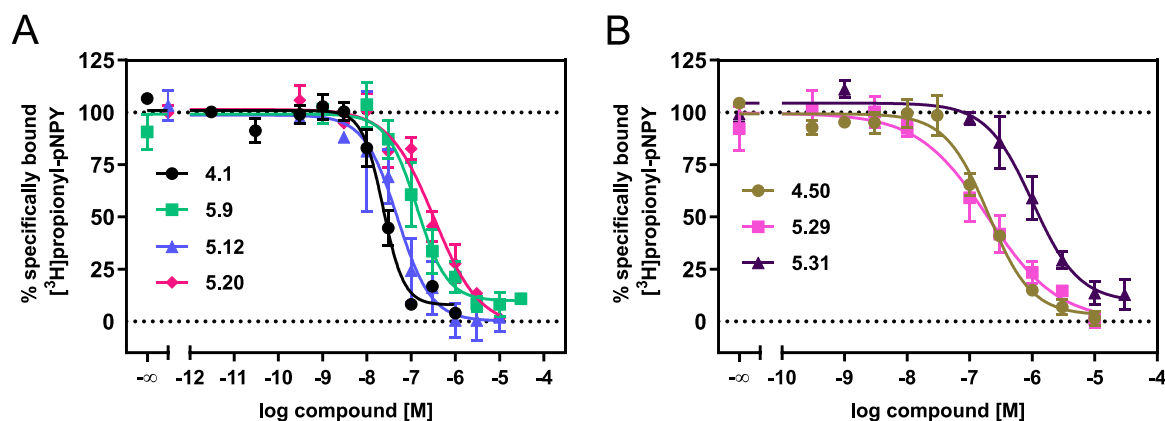 A
% specifically bound
[³H]propionyl-pNPY
125
100
75
50
25
0
4.1
5.9
5.12
5.20
-∞ -12 -11 -10 -9 -8 -7 -6 -5 -4
log compound [M]
B
% specifically bound
[³H]propionyl-pNPY
125
100
75
50
25
0
4.50
5.29
5.31
-∞ -10 -9 -8 -7 -6 -5 -4
log compound [M]